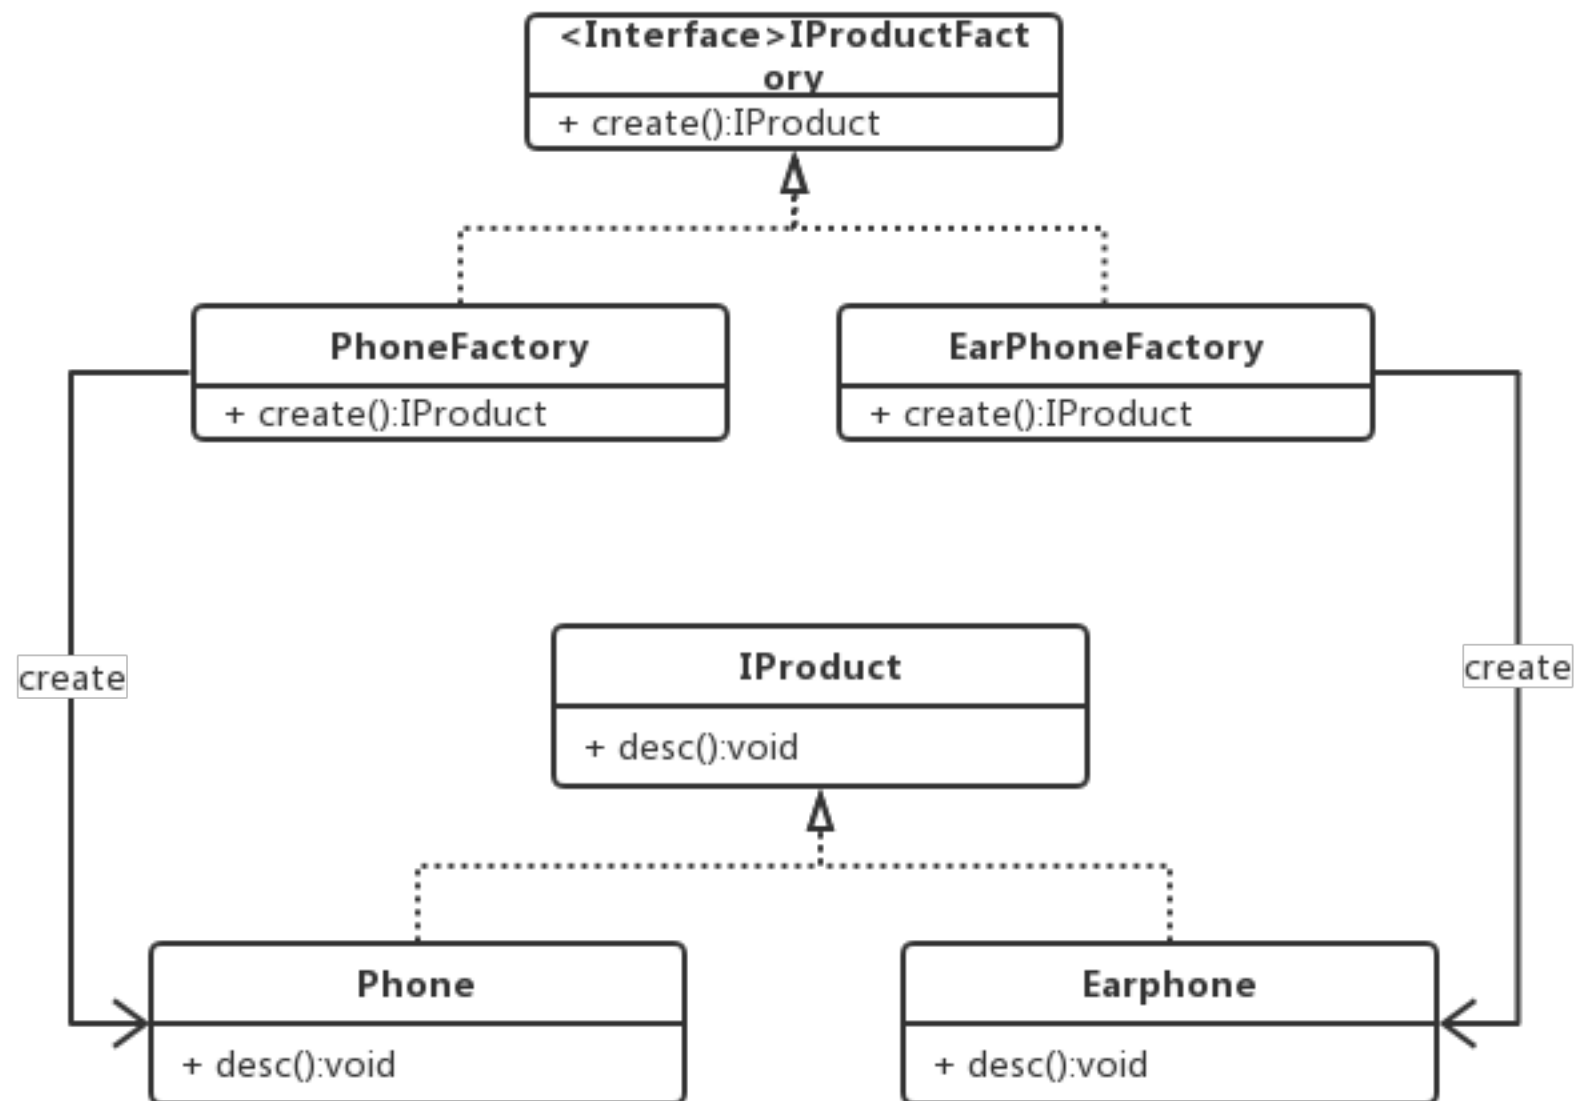 <Interface>IProductFact
ory
+ create():IProduct
PhoneFactory
EarPhoneFactory
+ create():IProduct
+ create():IProduct
IProduct
create
create
+ desc():void
Phone
Earphone
+ desc():void
+ desc():void